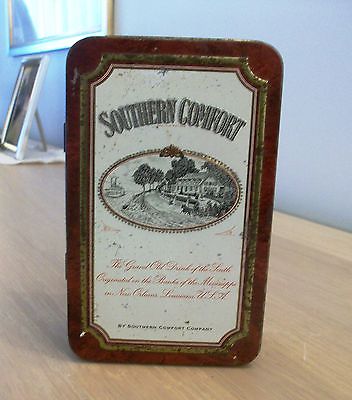 SOUTHERN COMFORT
The Grand Old Drink of the South
Originated on the Banks of the Mississippi
in New Orleans, Louisiana, U.S.A.
BY SOUTHERN COMFORT COMPANY